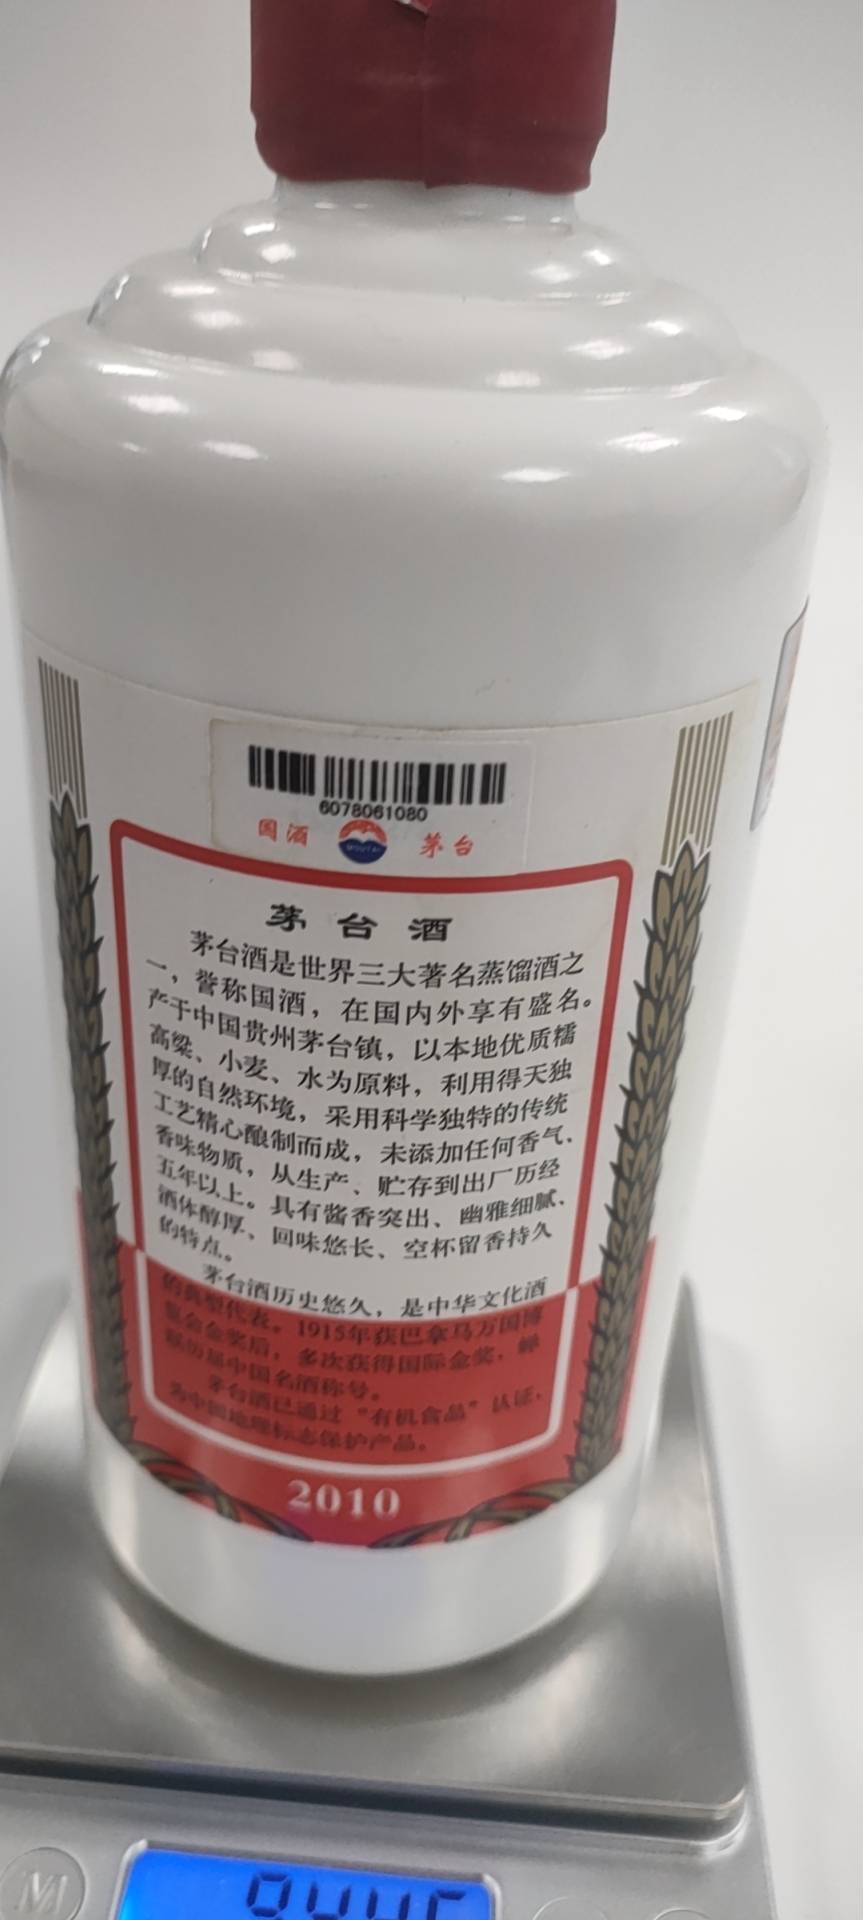 6078061080
国酒 MOUTAI 茅台
茅台酒
茅台酒是世界三大著名蒸馏酒之
一，誉称国酒，在国内外享有盛名。
产于中国贵州茅台镇，以本地优质糯
高粱、小麦、水为原料，利用得天独
厚的自然环境，采用科学独特的传统
工艺精心酿制而成，未添加任何香气、
香味物质，从生产、贮存到出厂历经
五年以上。具有酱香突出、幽雅细腻、
酒体醇厚、回味悠长、空杯留香持久
的特点。
茅台酒历史悠久，是中华文化酒
的典型代表。1915年获巴拿马万国博
览会金奖后，多次获得国际金奖，蝉
联历届中国名酒称号。
茅台酒已通过“有机食品”认证，
为中国地理标志保护产品。
2010
M